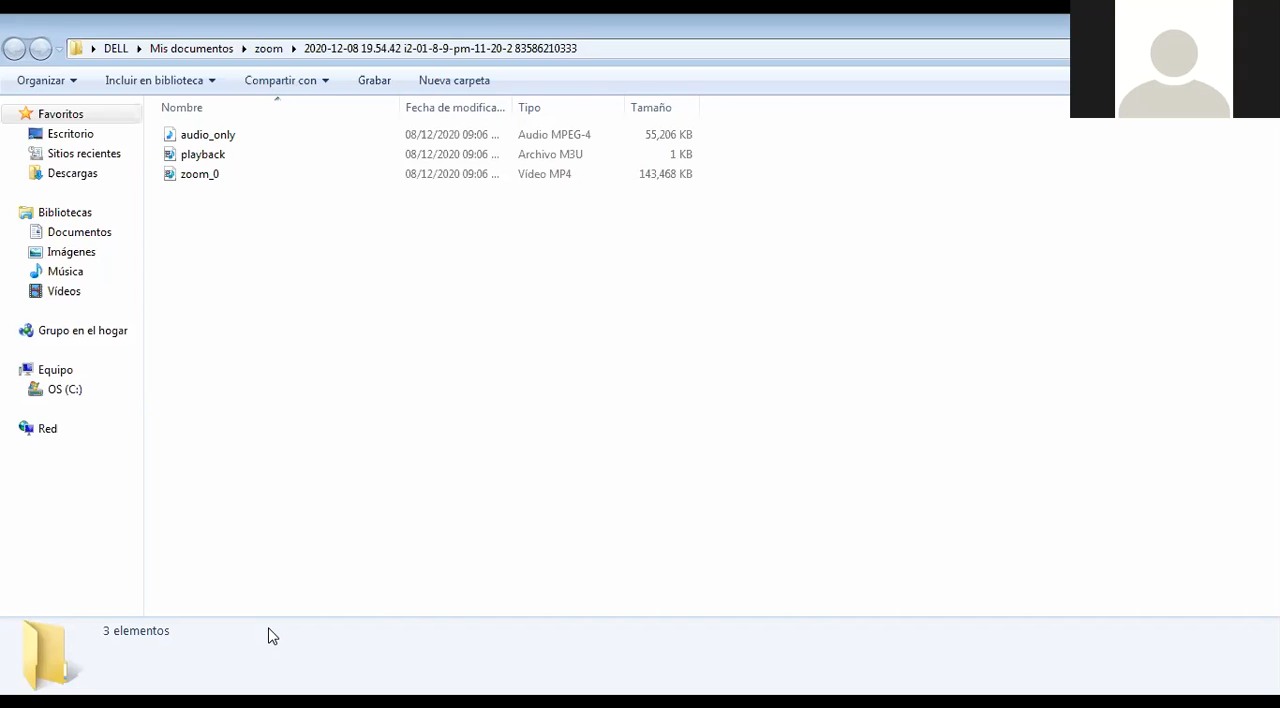 DELL Mis documentos zoom 2020-12-08 19.54.42 i2-01-8-9-pm-11-20-2 83586210333
Organizar Incluir en biblioteca Compartir con Grabar Nueva carpeta
Favoritos
Escritorio
Sitios recientes
Descargas
Bibliotecas
Documentos
Imágenes
Música
Vídeos
Grupo en el hogar
Equipo
OS (C:)
Red
Nombre Fecha de modifica... Tipo Tamaño
audio_only 08/12/2020 09:06 ... Audio MPEG-4 55,206 KB
playback 08/12/2020 09:06 ... Archivo M3U 1 KB
zoom_0 08/12/2020 09:06 ... Vídeo MP4 143,468 KB
3 elementos